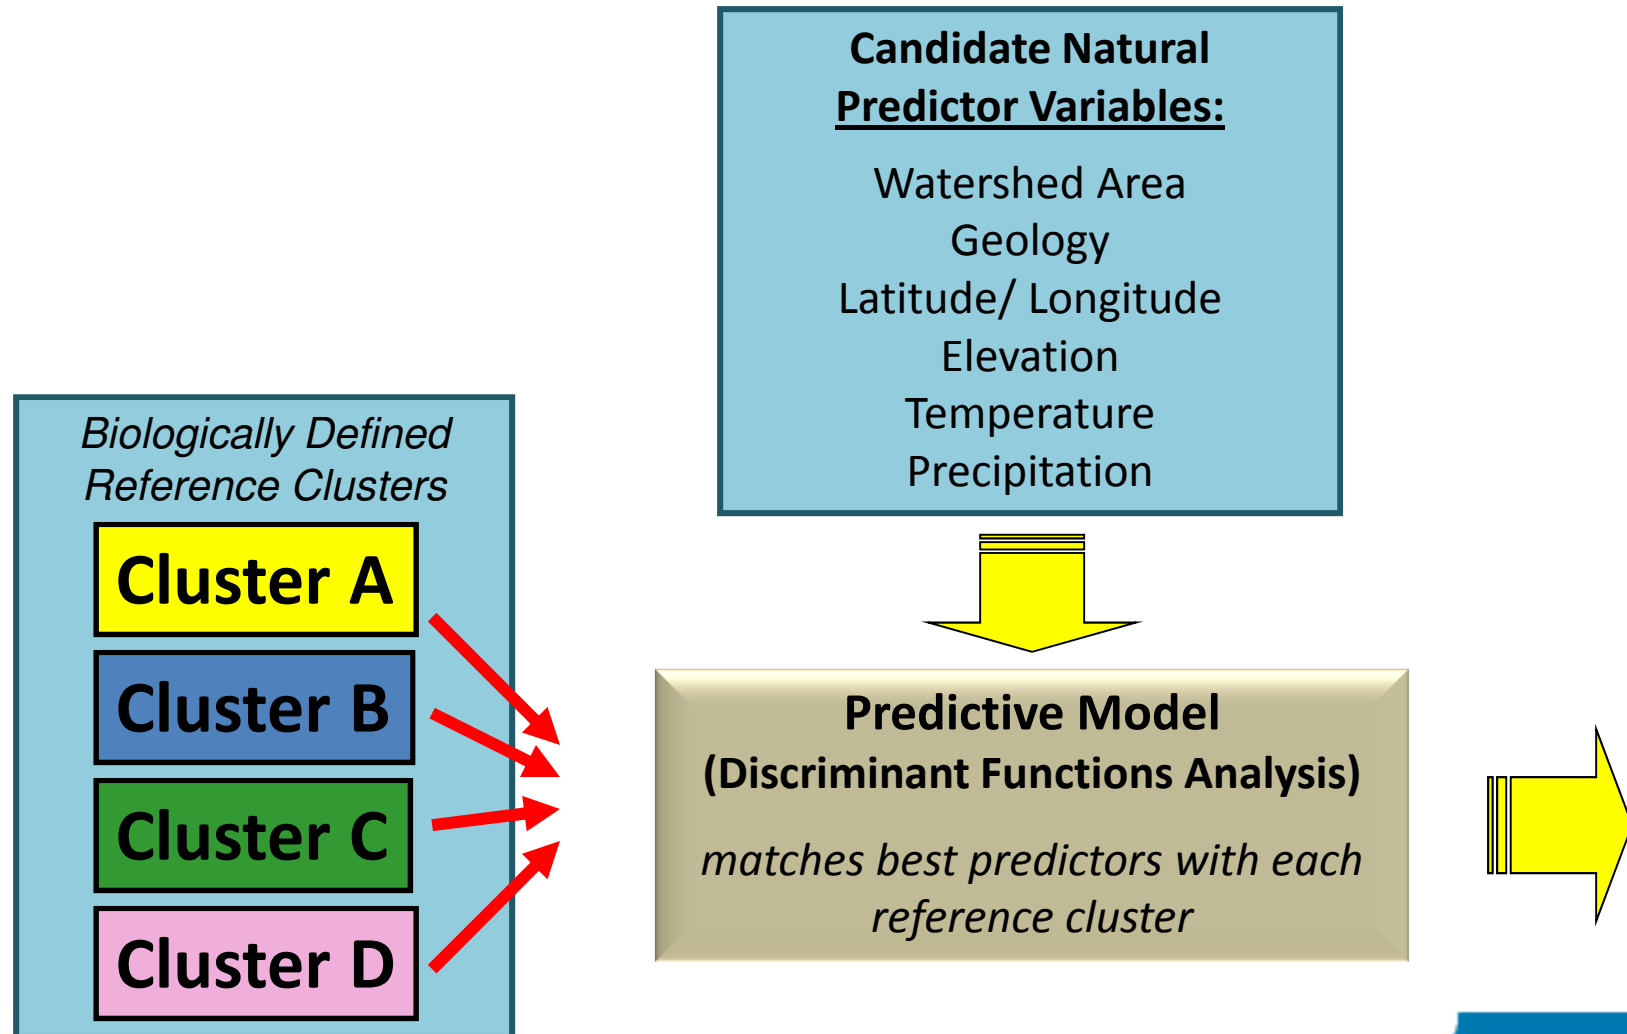 Candidate Natural
Predictor Variables:
Watershed Area
Geology
Latitude/ Longitude
Elevation
Temperature
Precipitation
Biologically Defined
Reference Clusters
Cluster A
Cluster B
Cluster C
Cluster D
Predictive Model
(Discriminant Functions Analysis)
matches best predictors with each
reference cluster